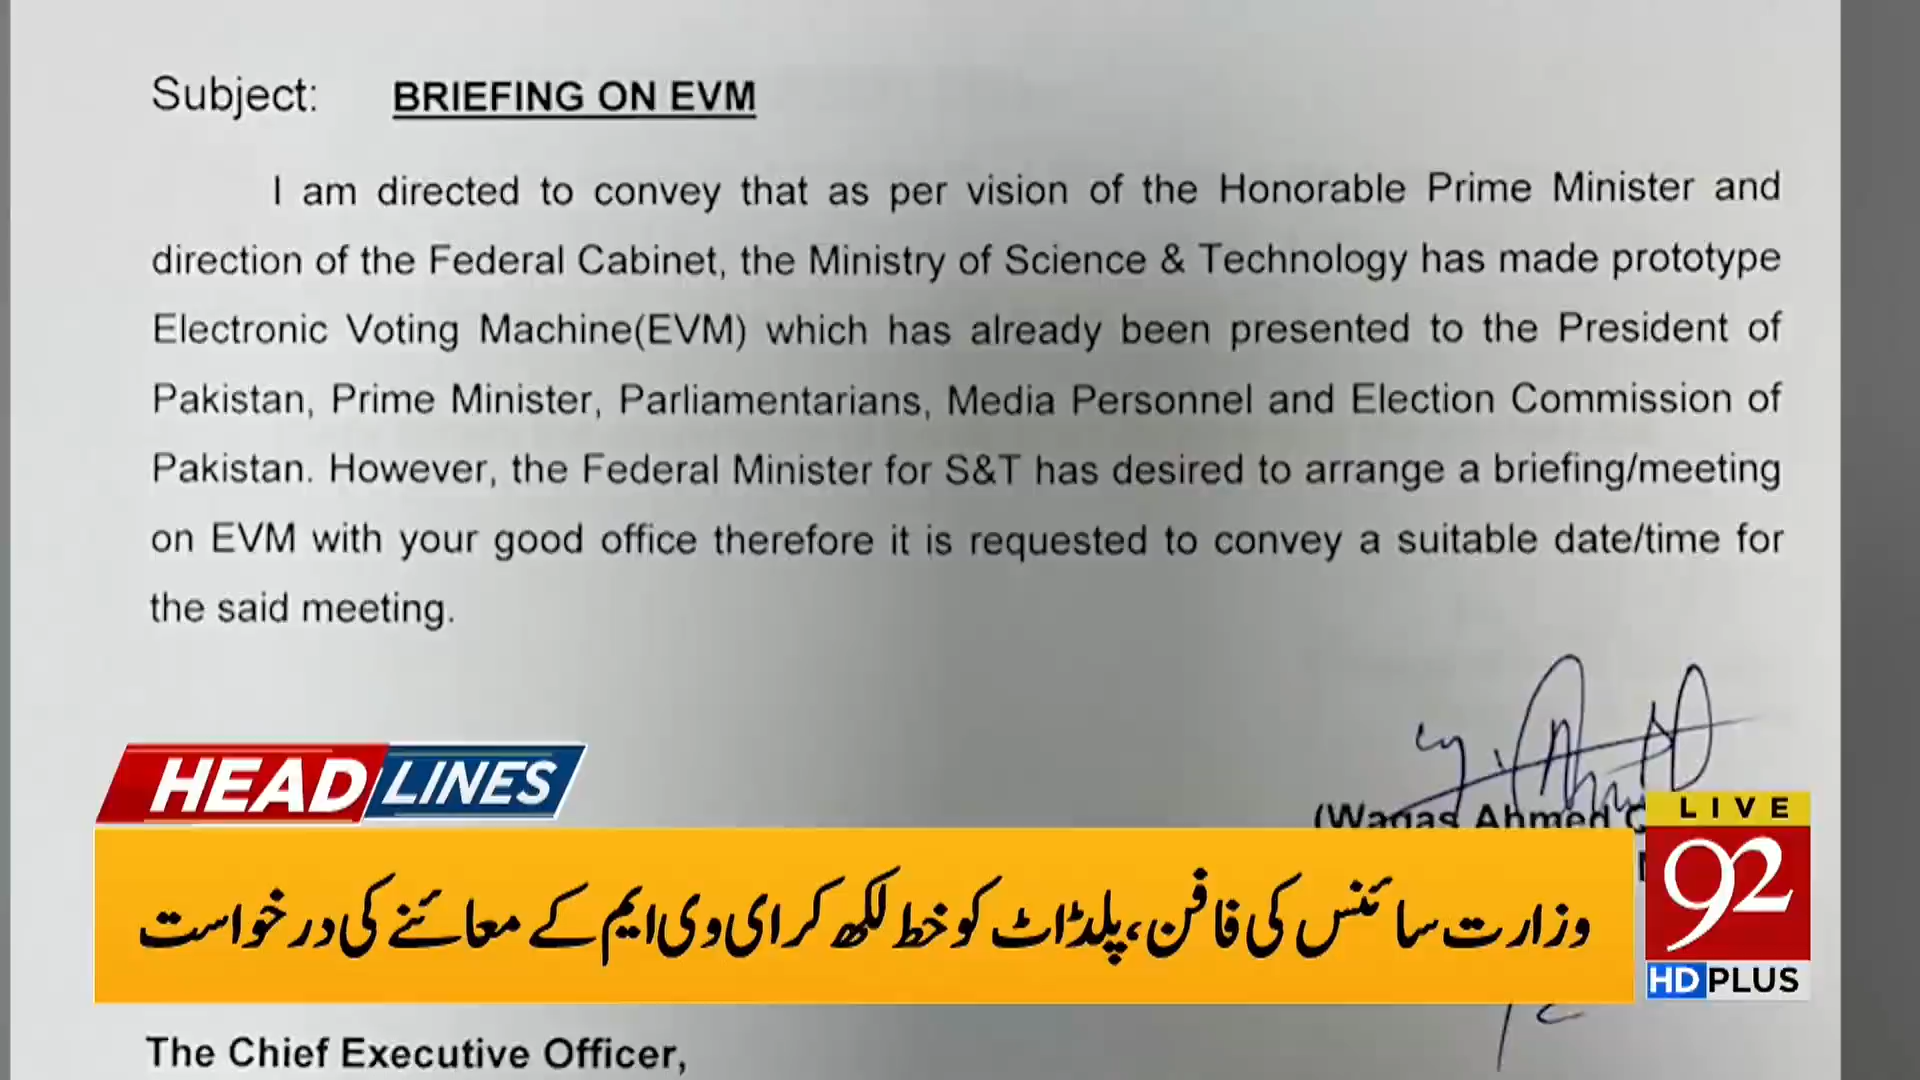 Subject: BRIEFING ON EVM
I am directed to convey that as per vision of the Honorable Prime Minister and
direction of the Federal Cabinet, the Ministry of Science & Technology has made prototype
Electronic Voting Machine(EVM) which has already been presented to the President of
Pakistan, Prime Minister, Parliamentarians, Media Personnel and Election Commission of
Pakistan. However, the Federal Minister for S&T has desired to arrange a briefing/meeting
on EVM with your good office therefore it is requested to convey a suitable date/time for
the said meeting.
(Waqas Ahmed
HEADLINES
LIVE
92
HD PLUS
وزارت سائنس کی فافن، پلڈاٹ کو خط لکھ کر ای وی ایم کے معائنے کی درخواست
The Chief Executive Officer,